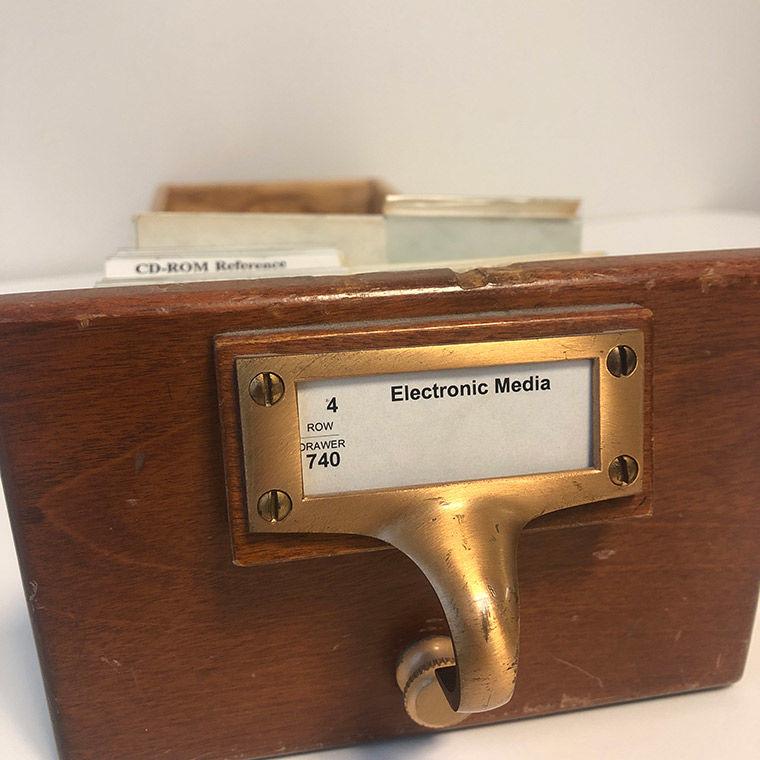 CD-ROM Reference
Electronic Media
4
ROW
DRAWER
740